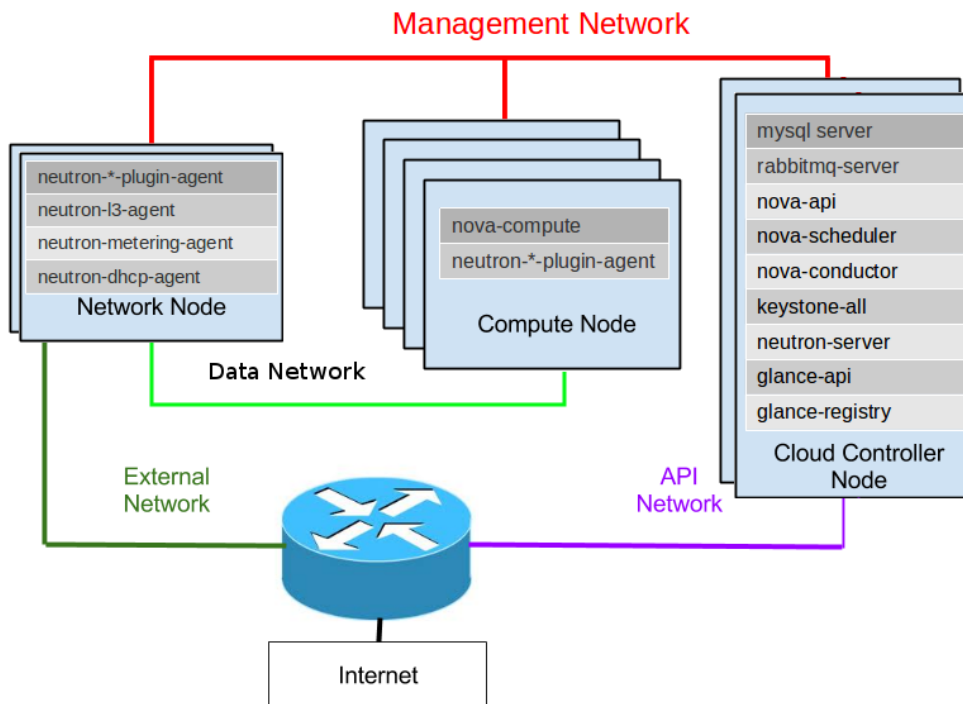 Management Network
neutron-*-plugin-agent
neutron-l3-agent
neutron-metering-agent
neutron-dhcp-agent
Network Node
nova-compute
neutron-*-plugin-agent
Compute Node
mysql server
rabbitmq-server
nova-api
nova-scheduler
nova-conductor
keystone-all
neutron-server
glance-api
glance-registry
Cloud Controller
Node
Data Network
External
Network
API
Network
Internet